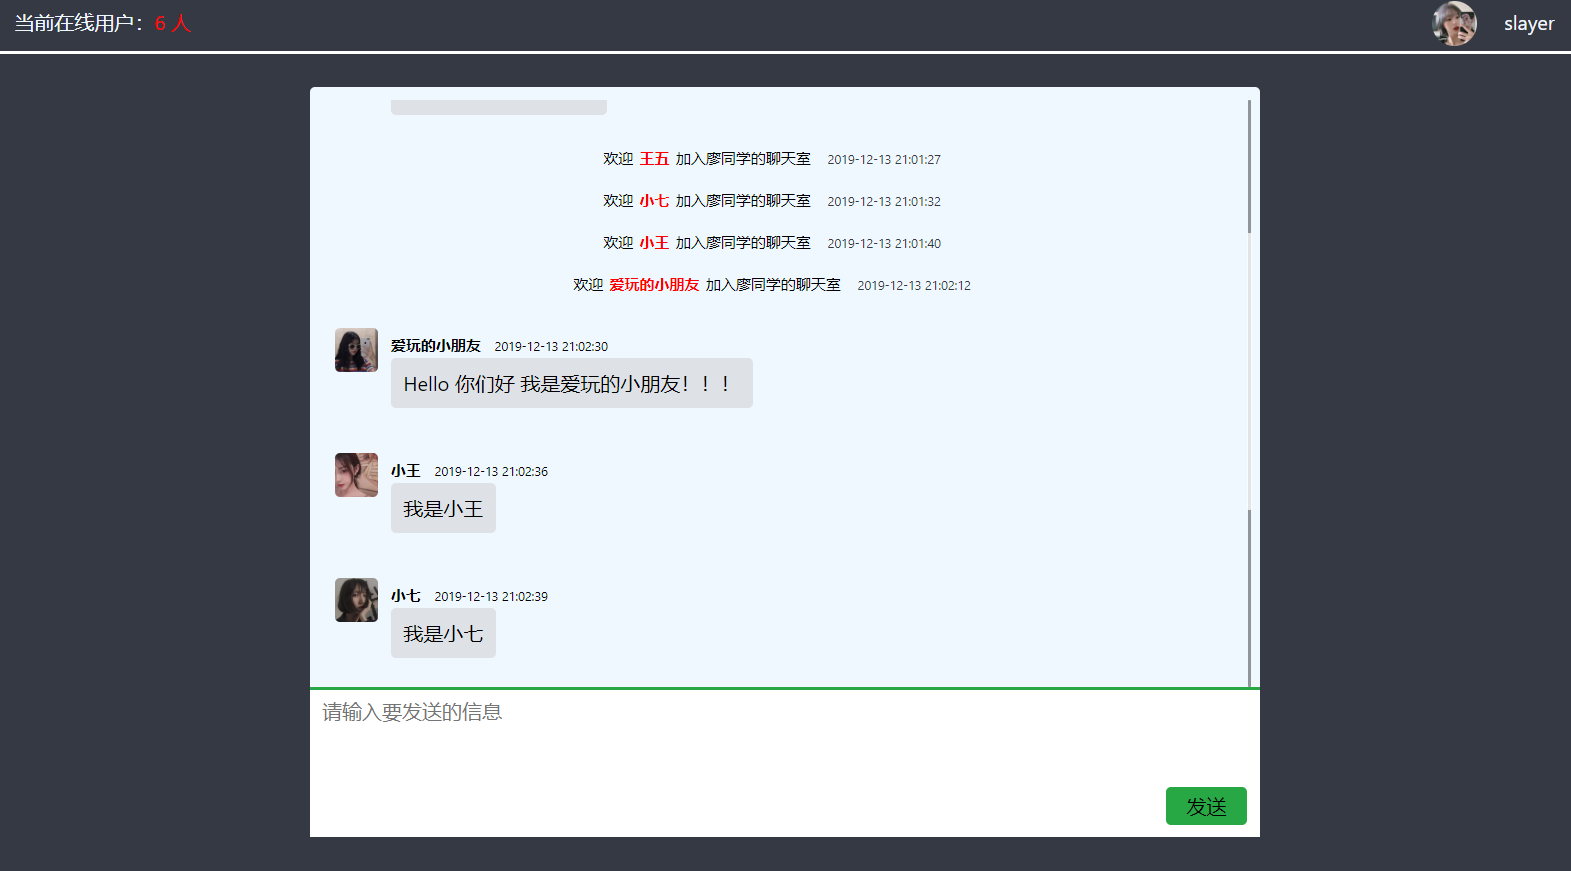 当前在线用户：6 人
slayer
欢迎 王五 加入廖同学的聊天室 2019-12-13 21:01:27
欢迎 小七 加入廖同学的聊天室 2019-12-13 21:01:32
欢迎 小王 加入廖同学的聊天室 2019-12-13 21:01:40
欢迎 爱玩的小朋友 加入廖同学的聊天室 2019-12-13 21:02:12
爱玩的小朋友 2019-12-13 21:02:30
Hello 你们好 我是爱玩的小朋友！！！
小王 2019-12-13 21:02:36
我是小王
小七 2019-12-13 21:02:39
我是小七
请输入要发送的信息
发送